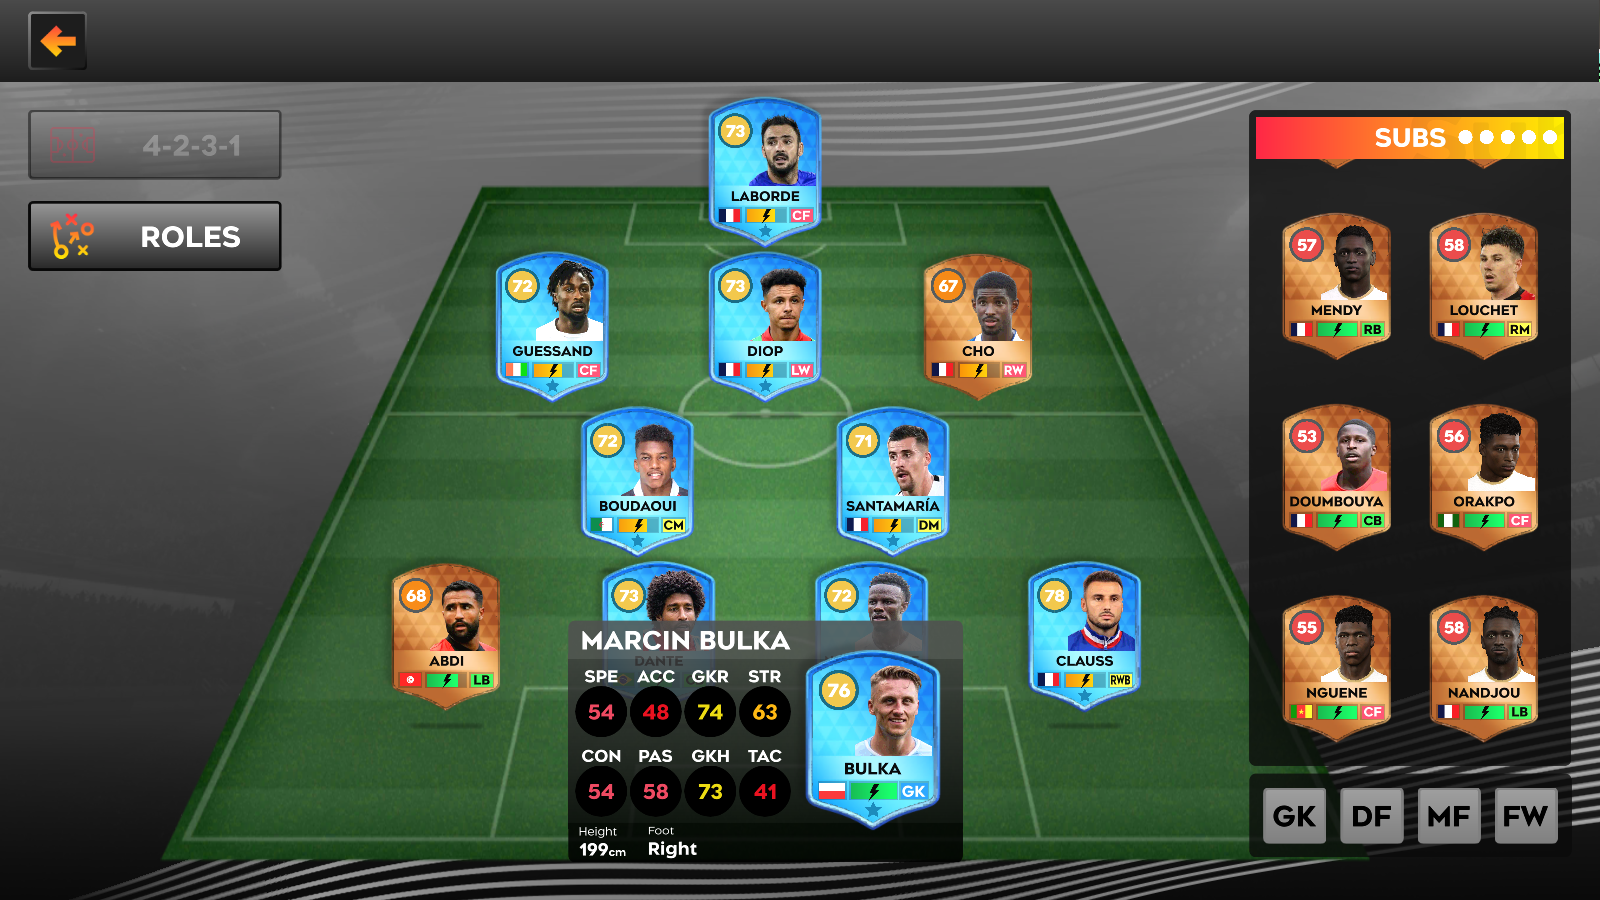 4-2-3-1
ROLES
73
LABORDE
CF
72
GUESSAND
CF
73
DIOP
LW
67
CHO
RW
72
BOUDAOUI
CM
71
SANTAMARÍA
DM
68
ABDI
LB
73
DANTE
72
78
CLAUSS
RWB
MARCIN BULKA
SPE ACC GKR STR
54 48 74 63
CON PAS GKH TAC
54 58 73 41
Height Foot
199cm Right
76
BULKA
GK
SUBS
57
MENDY
RB
58
LOUCHET
RM
53
DOUMBOUYA
CB
56
ORAKPO
CF
55
NGUENE
CF
58
NANDJOU
LB
GK DF MF FW